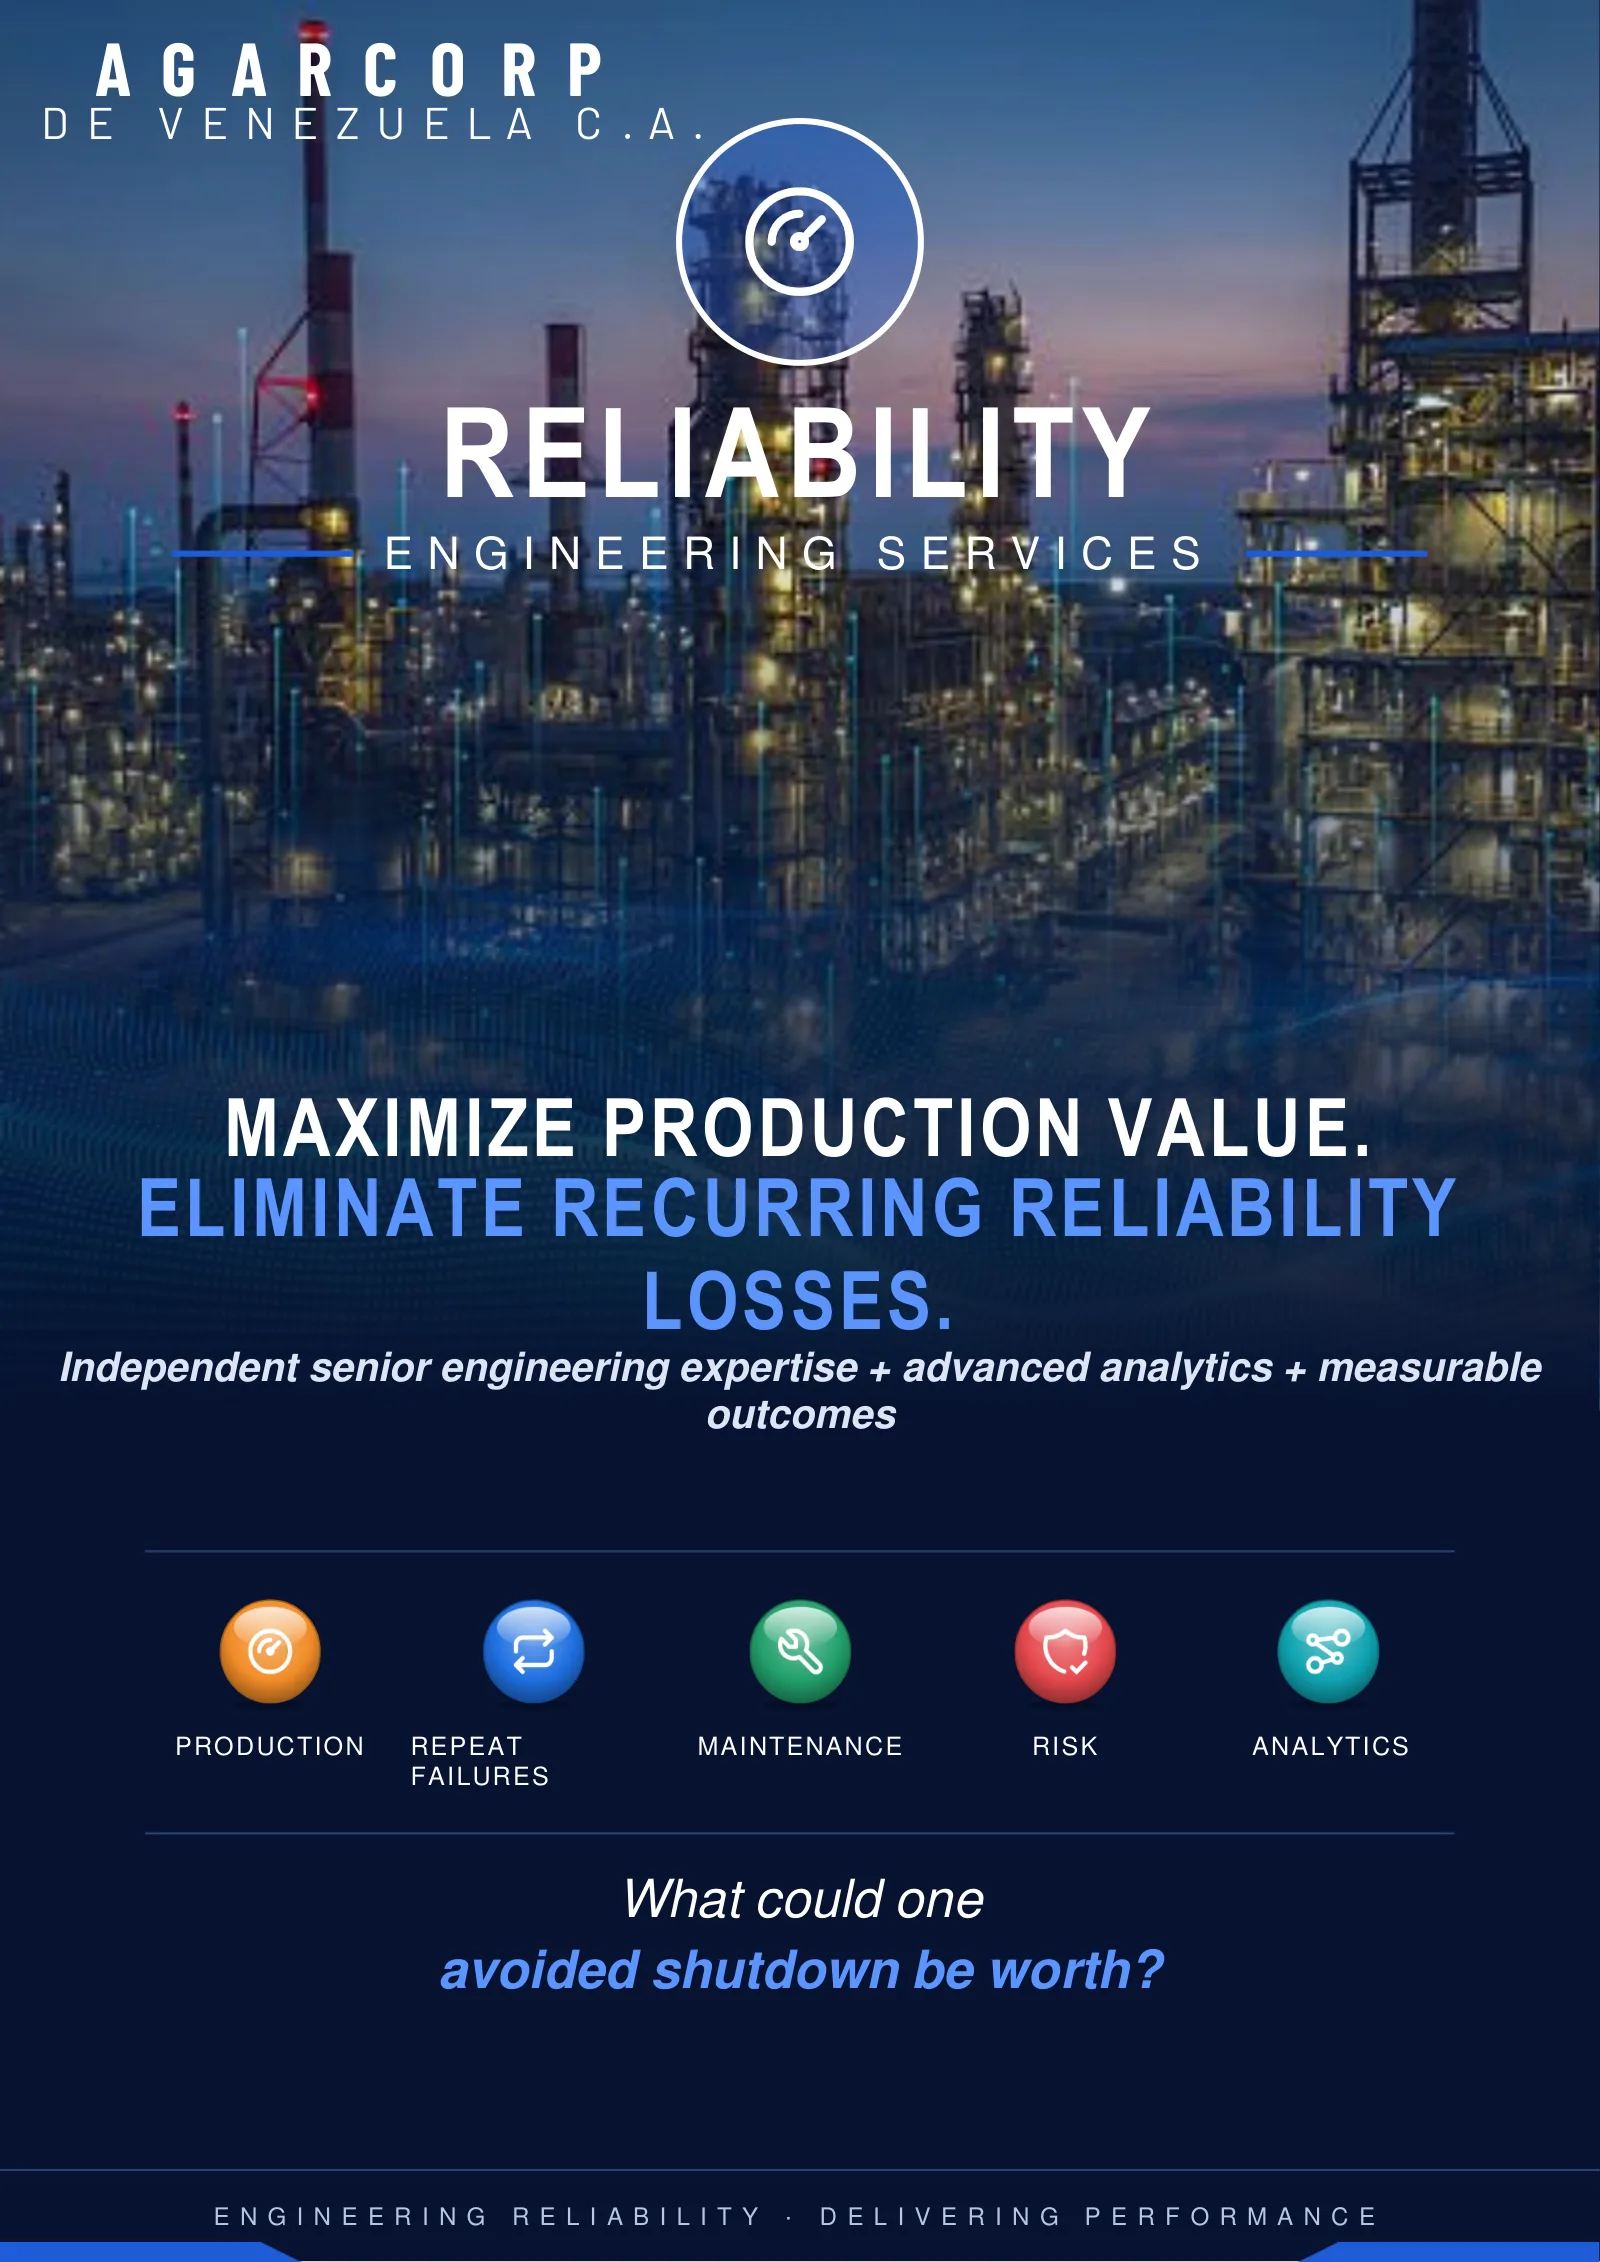 AGARCORP
DE VENEZUELA C.A.
RELIABILITY
ENGINEERING SERVICES
MAXIMIZE PRODUCTION VALUE.
ELIMINATE RECURRING RELIABILITY
LOSSES.
Independent senior engineering expertise + advanced analytics + measurable
outcomes
PRODUCTION
REPEAT
FAILURES
MAINTENANCE
RISK
ANALYTICS
What could one
avoided shutdown be worth?
ENGINEERING RELIABILITY · DELIVERING PERFORMANCE